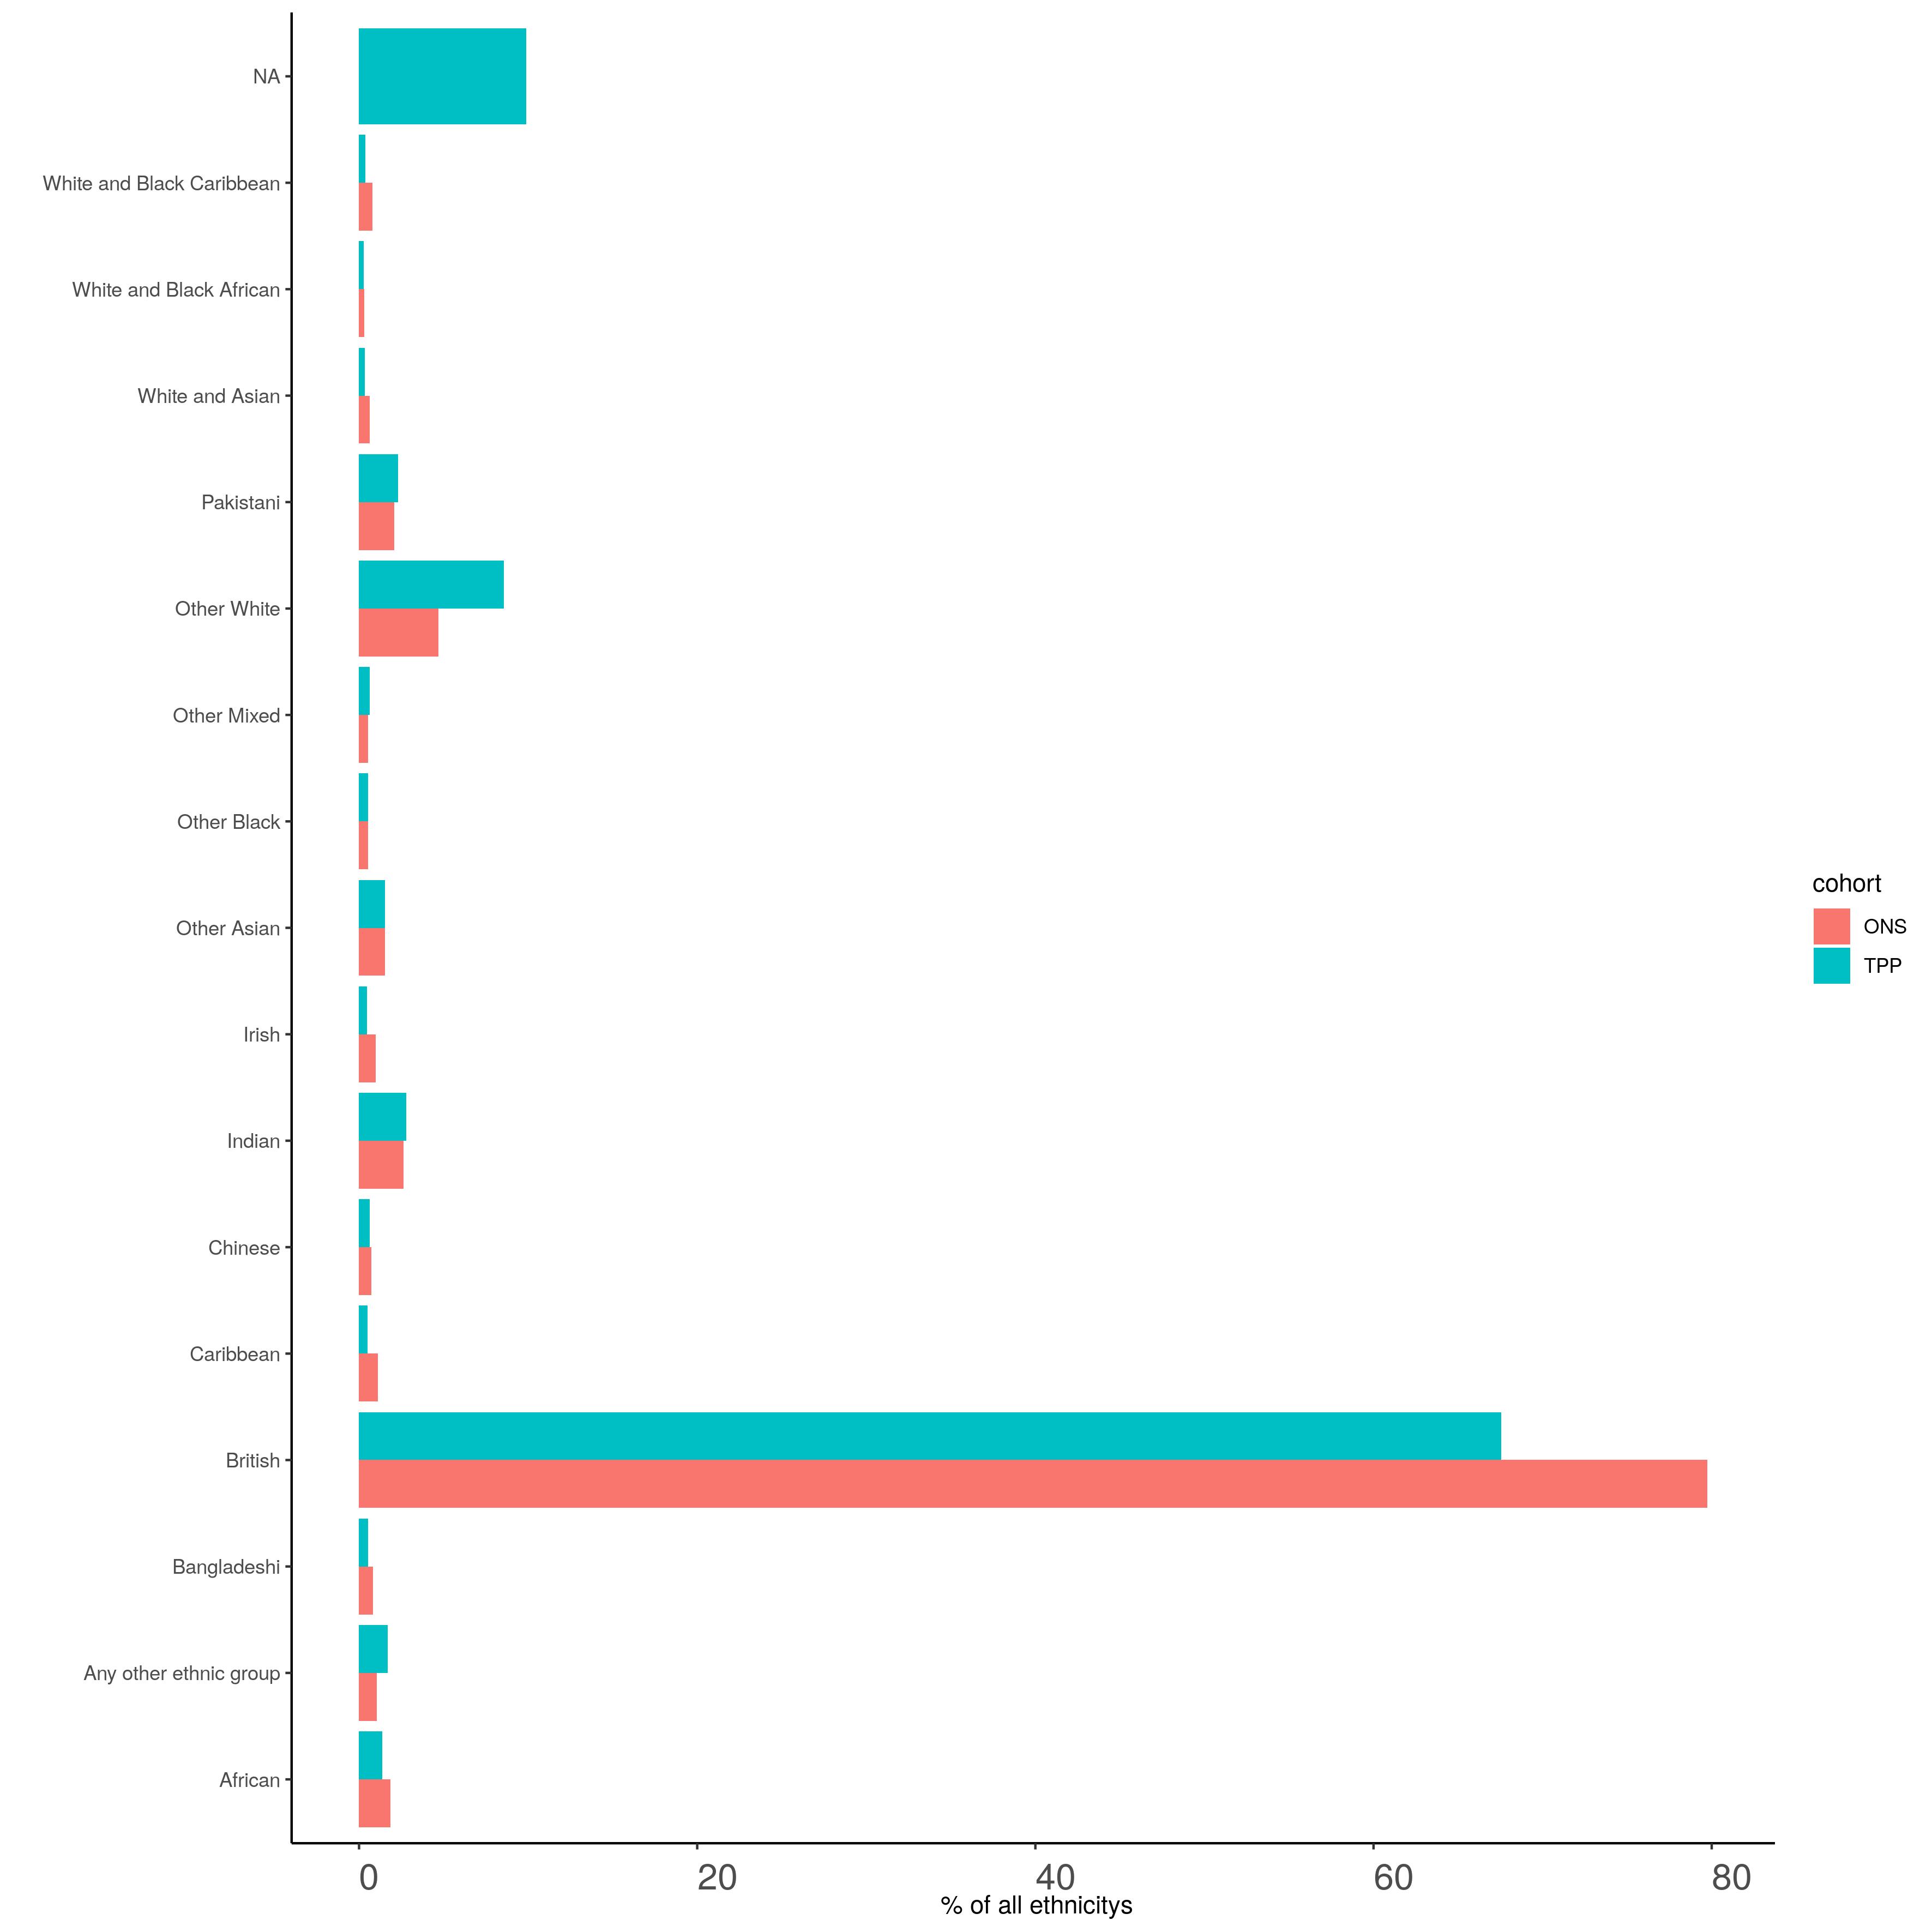 NA
White and Black Caribbean
White and Black African
White and Asian
Pakistani
Other White
Other Mixed
Other Black
Other Asian
Irish
Indian
Chinese
Caribbean
British
Bangladeshi
Any other ethnic group
African
0 20 40 60 80
% of all ethnicitys
cohort
ONS
TPP